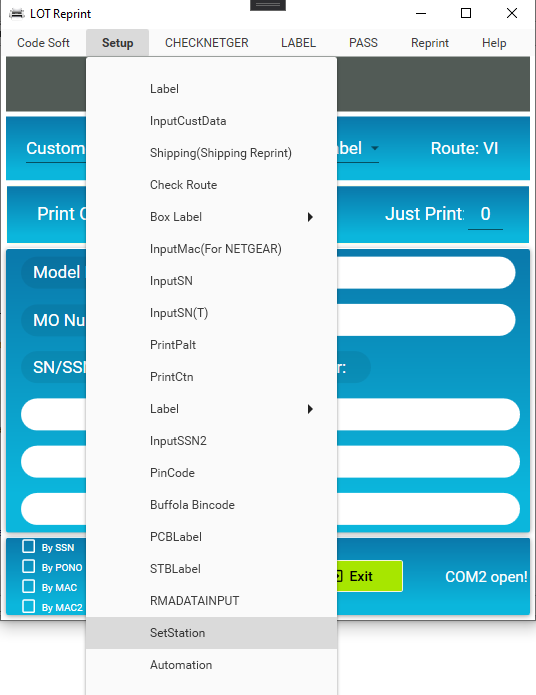 LOT Reprint
Code Soft Setup CHECKNETGER LABEL PASS Reprint Help
Label
InputCustData
Shipping(Shipping Reprint)
Check Route
Box Label
InputMac(For NETGEAR)
InputSN
InputSN(T)
PrintPalt
PrintCtn
Label
InputSSN2
PinCode
Buffola Bincode
PCBLabel
STBLabel
RMADATAINPUT
SetStation
Automation
Custom
bel Route: VI
Print C
Just Print: 0
Model
MO Nu
SN/SSN
r:
By SSN
By PONO
By MAC
By MAC2
Exit COM2 open!